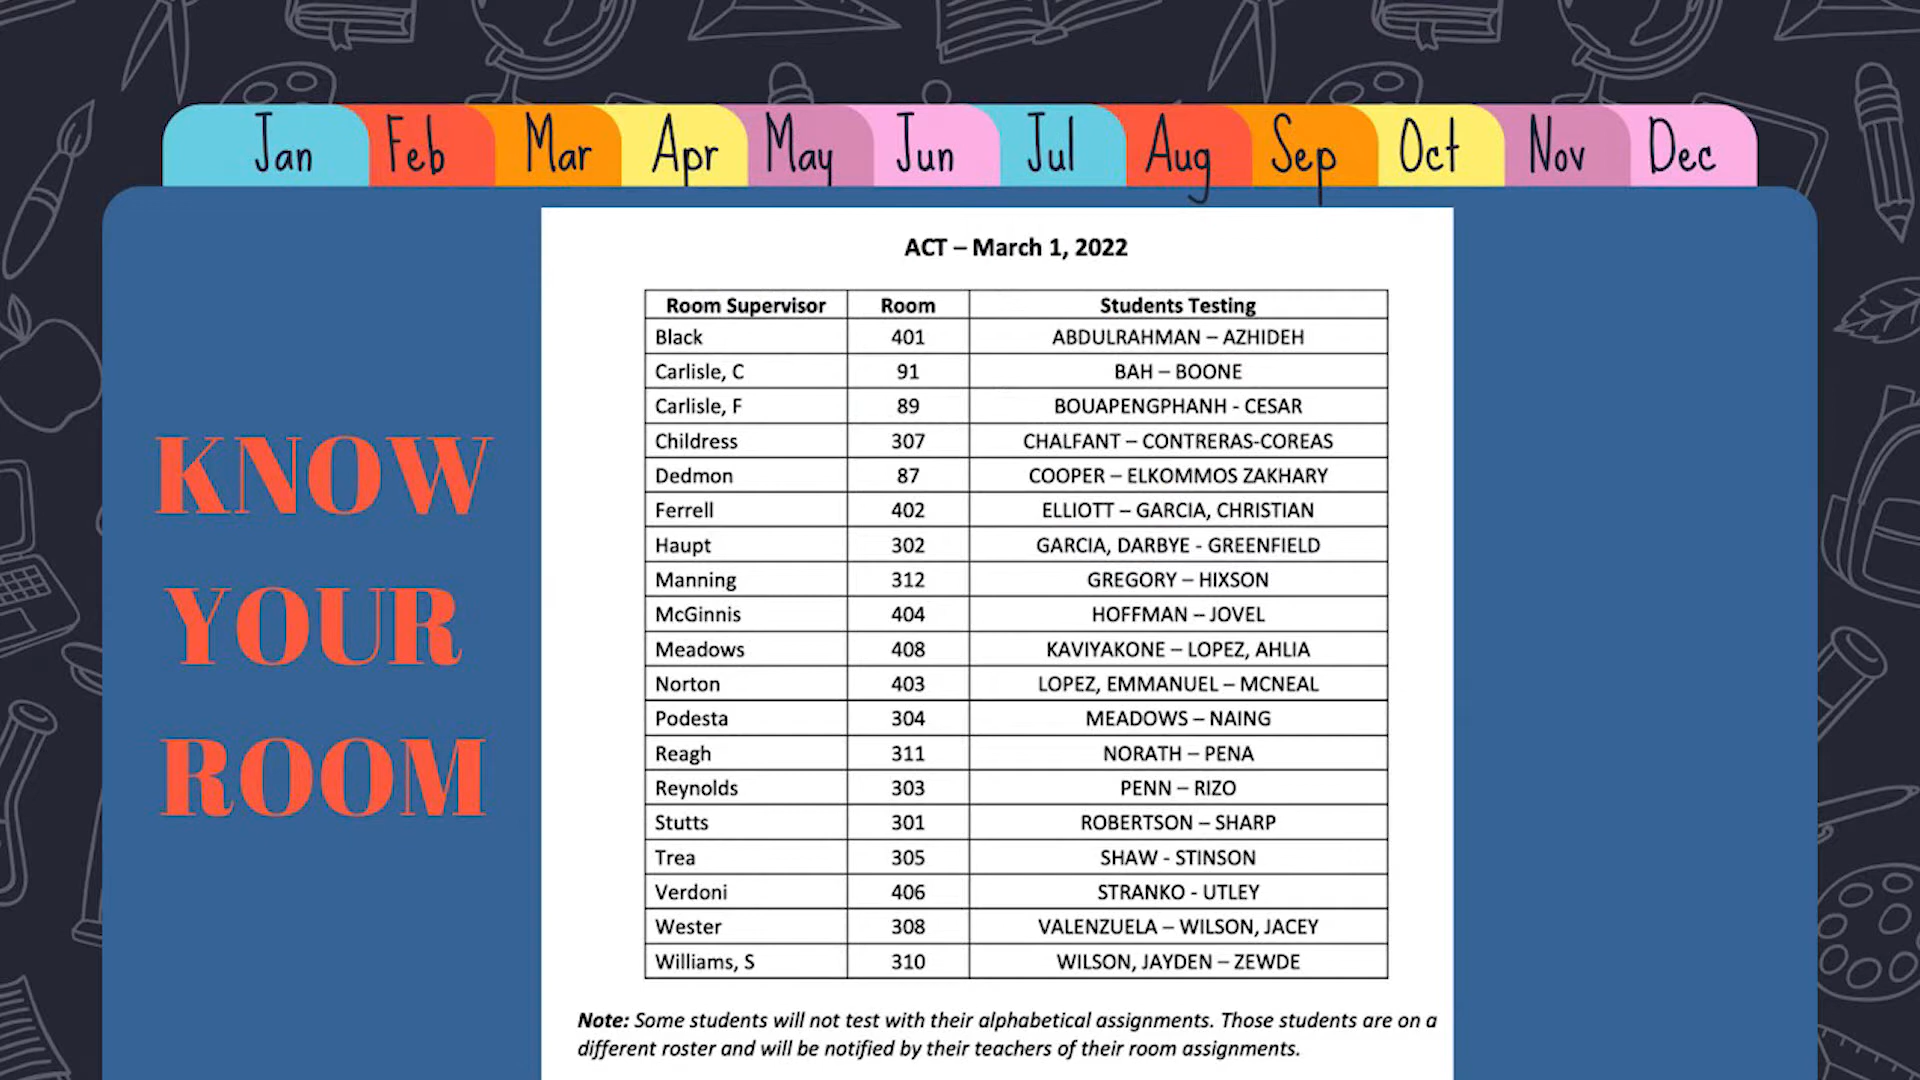 Jan Feb Mar Apr May Jun Jul Aug Sep Oct Nov Dec
KNOW
YOUR
ROOM
ACT – March 1, 2022
Room Supervisor Room Students Testing
Black 401 ABDULRAHMAN – AZHIDEH
Carlisle, C 91 BAH – BOONE
Carlisle, F 89 BOUAPENGPHANH - CESAR
Childress 307 CHALFANT – CONTRERAS-COREAS
Dedmon 87 COOPER – ELKOMMOS ZAKHARY
Ferrell 402 ELLIOTT – GARCIA, CHRISTIAN
Haupt 302 GARCIA, DARBYE - GREENFIELD
Manning 312 GREGORY – HIXSON
McGinnis 404 HOFFMAN – JOVEL
Meadows 408 KAVIYAKONE – LOPEZ, AHLIA
Norton 403 LOPEZ, EMMANUEL – MCNEAL
Podesta 304 MEADOWS – NAING
Reagh 311 NORATH – PENA
Reynolds 303 PENN – RIZO
Stutts 301 ROBERTSON – SHARP
Trea 305 SHAW - STINSON
Verdoni 406 STRANKO - UTLEY
Wester 308 VALENZUELA – WILSON, JACEY
Williams, S 310 WILSON, JAYDEN – ZEWDE
Note: Some students will not test with their alphabetical assignments. Those students are on a
different roster and will be notified by their teachers of their room assignments.